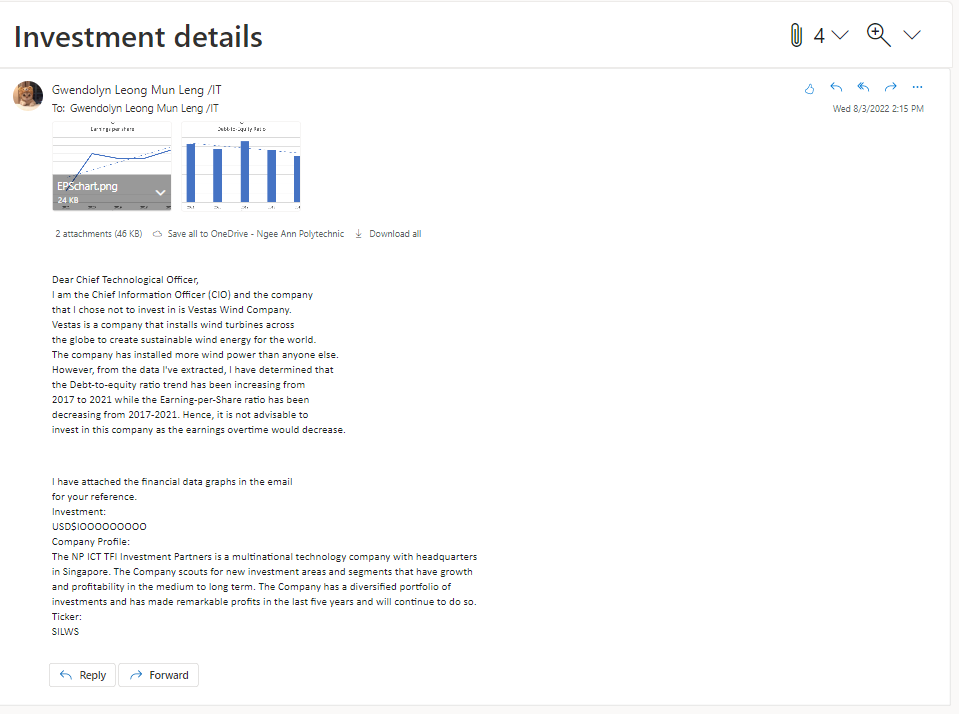 Investment details
4
Gwendolyn Leong Mun Leng /IT
To: Gwendolyn Leong Mun Leng /IT
Wed 8/3/2022 2:15 PM
Earnings per share
Debt-to-Equity Ratio
EPSchart.png
24 KB
2 attachments (46 KB) Save all to OneDrive - Ngee Ann Polytechnic Download all
Dear Chief Technological Officer,
I am the Chief Information Officer (CIO) and the company
that I chose not to invest in is Vestas Wind Company.
Vestas is a company that installs wind turbines across
the globe to create sustainable wind energy for the world.
The company has installed more wind power than anyone else.
However, from the data I've extracted, I have determined that
the Debt-to-equity ratio trend has been increasing from
2017 to 2021 while the Earning-per-Share ratio has been
decreasing from 2017-2021. Hence, it is not advisable to
invest in this company as the earnings overtime would decrease.
I have attached the financial data graphs in the email
for your reference.
Investment:
USD$IOOOOOOOOO
Company Profile:
The NP ICT TFI Investment Partners is a multinational technology company with headquarters
in Singapore. The Company scouts for new investment areas and segments that have growth
and profitability in the medium to long term. The Company has a diversified portfolio of
investments and has made remarkable profits in the last five years and will continue to do so.
Ticker:
SILWS
Reply Forward